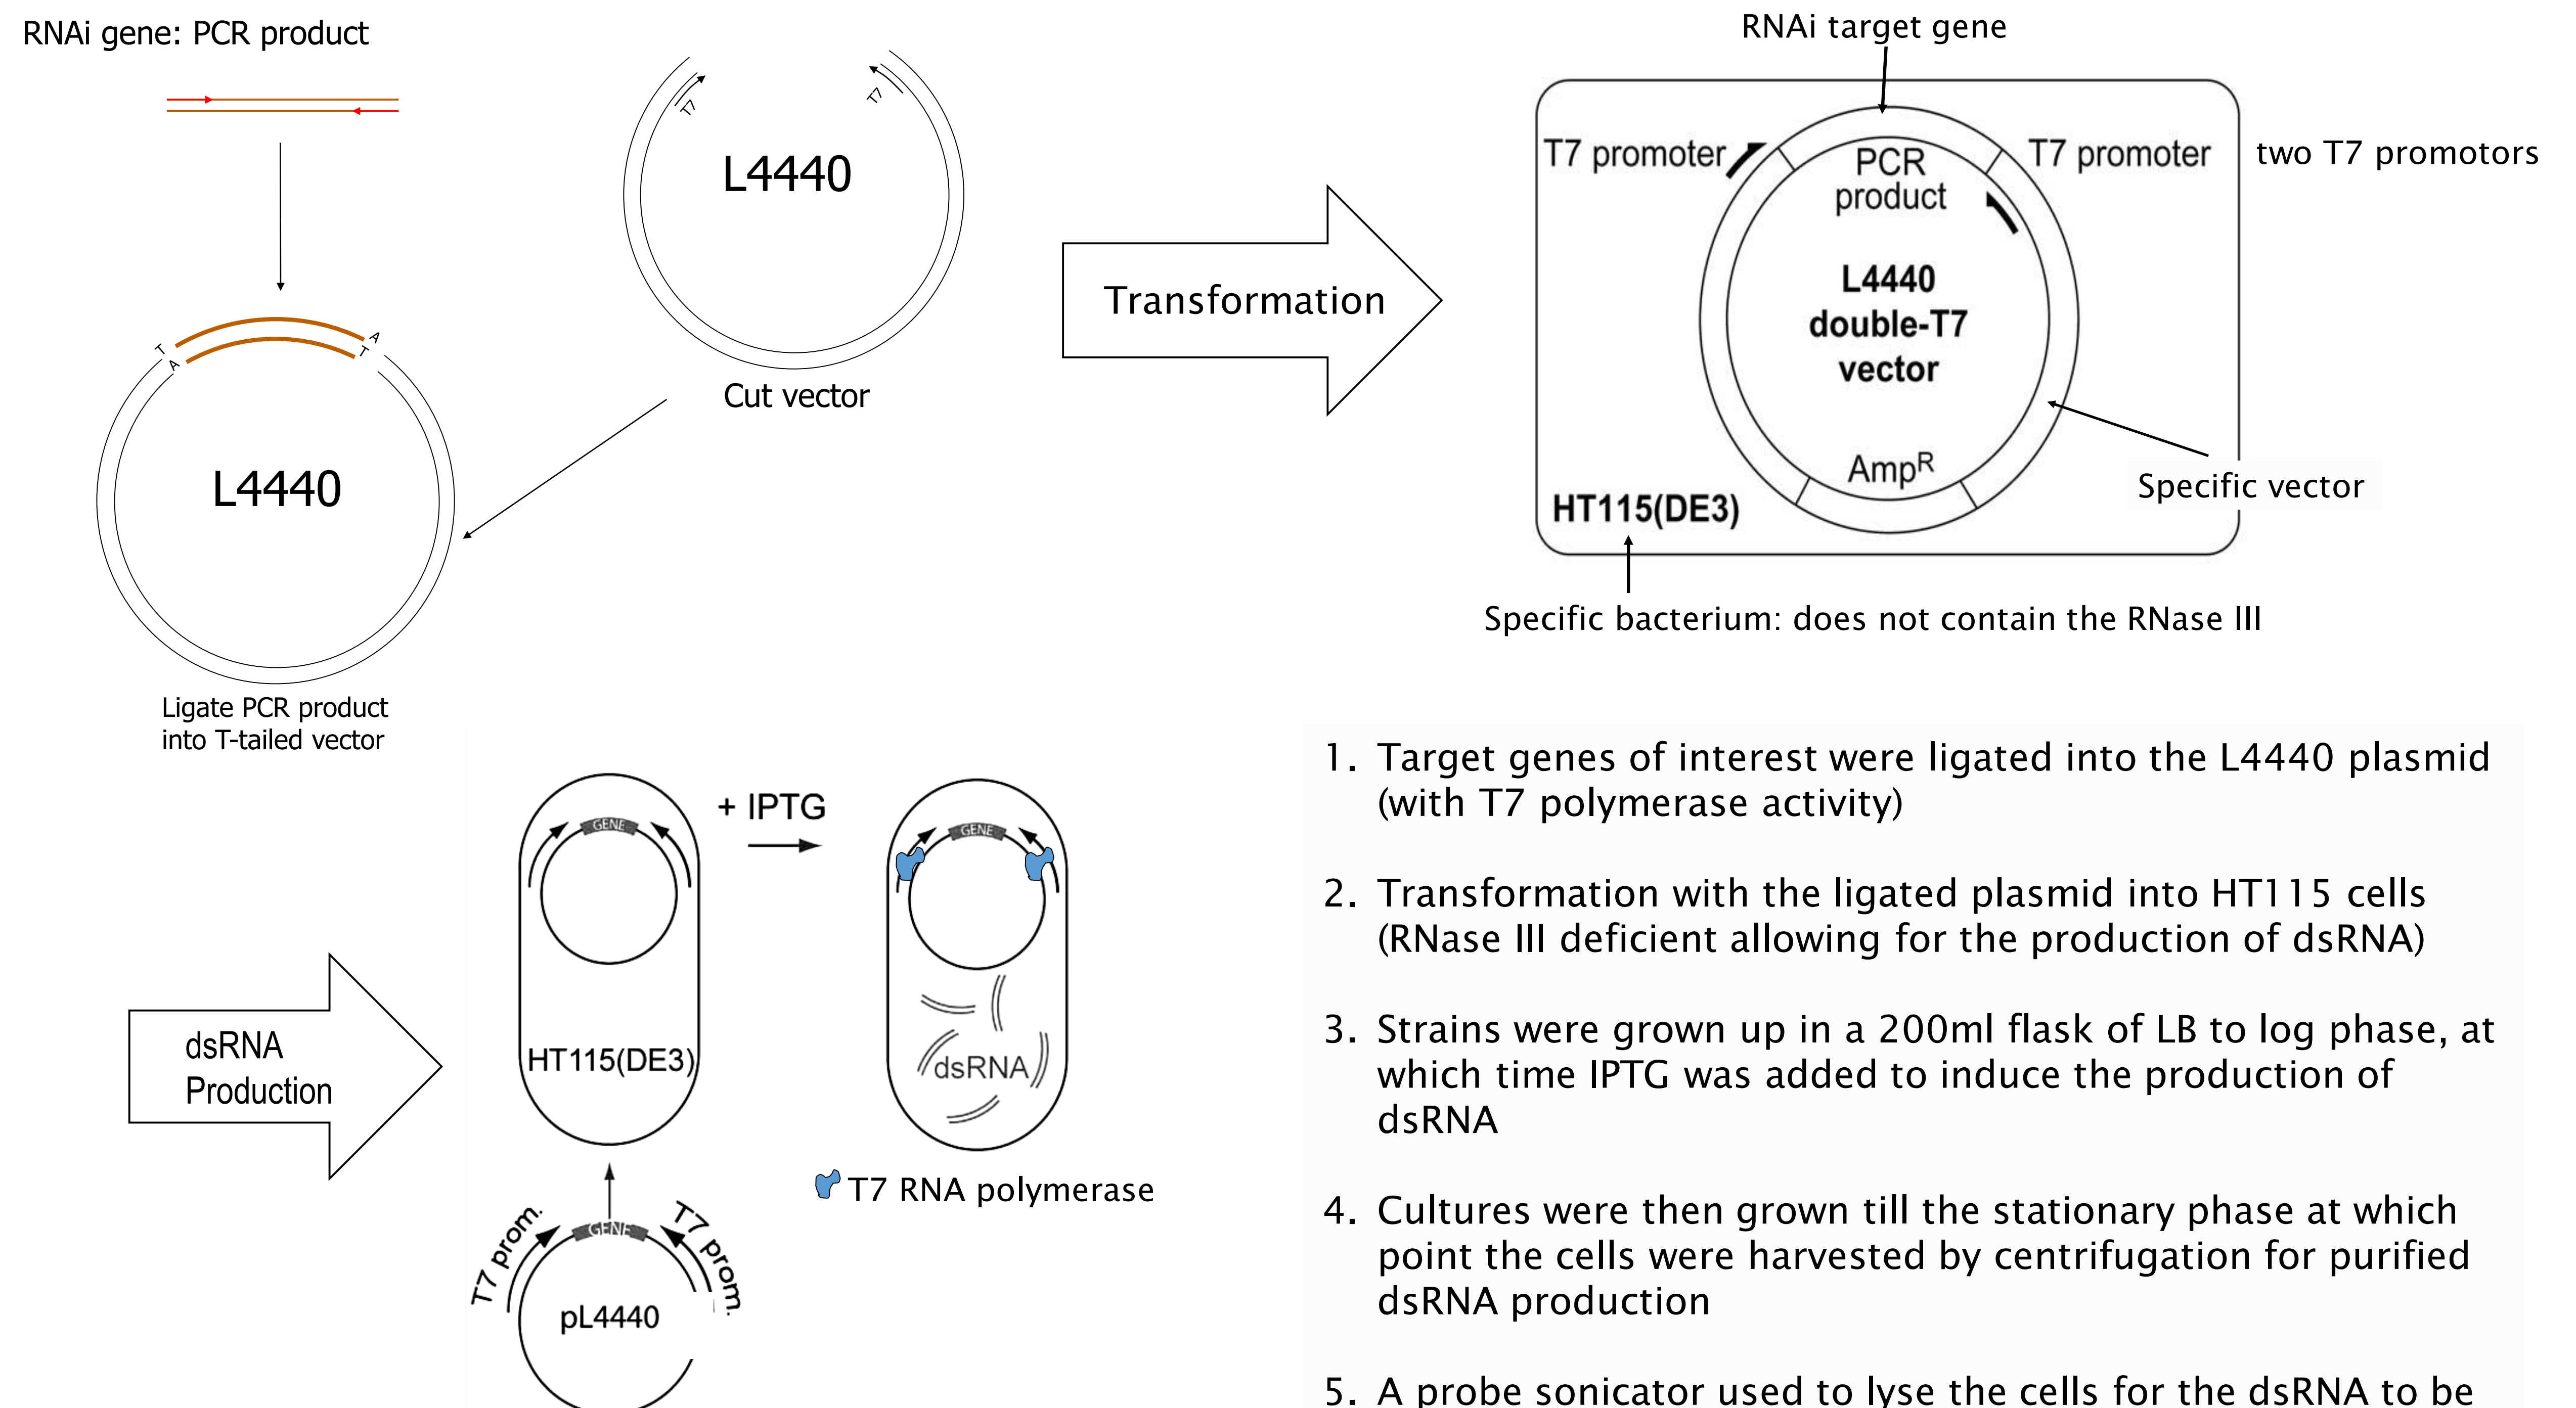 RNAi gene: PCR product
T7
T7
L4440
Cut vector
T
A
A
T
L4440
Ligate PCR product
into T-tailed vector
Transformation
RNAi target gene
T7 promoter
PCR
product
T7 promoter
two T7 promotors
L4440
double-T7
vector
AmpR
Specific vector
HT115(DE3)
Specific bacterium: does not contain the RNase III
dsRNA
Production
GENE
HT115(DE3)
+ IPTG
GENE
dsRNA
T7 RNA polymerase
T7 prom.
GENE
T7 prom.
pL4440
1. Target genes of interest were ligated into the L4440 plasmid
(with T7 polymerase activity)
2. Transformation with the ligated plasmid into HT115 cells
(RNase III deficient allowing for the production of dsRNA)
3. Strains were grown up in a 200ml flask of LB to log phase, at
which time IPTG was added to induce the production of
dsRNA
4. Cultures were then grown till the stationary phase at which
point the cells were harvested by centrifugation for purified
dsRNA production
5. A probe sonicator used to lyse the cells for the dsRNA to be